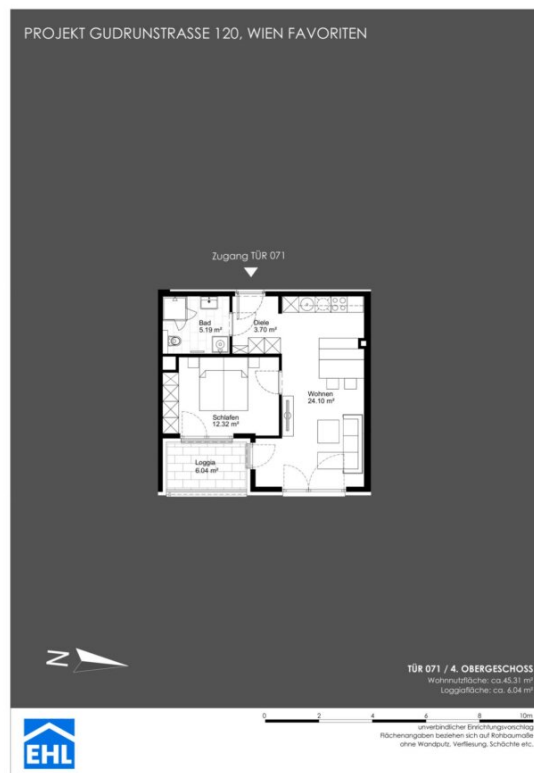 PROJEKT GUDRUNSTRASSE 120, WIEN FAVORITEN
Zugang TÜR 071
Bad
5.19 m²
Diele
3.70 m²
Wohnen
24.10 m²
Schlafen
12.32 m²
Loggia
6.04 m²
N
TÜR 071 / 4. OBERGESCHOSS
Wohnnutzfläche: ca.45.31 m²
Loggiafläche: ca. 6.04 m²
0 2 4 6 8 10m
unverbindlicher Einrichtungsvorschlag
Flächenangaben beziehen sich auf Rohbaumaße
ohne Wandputz, Verfliesung, Schächte etc.
EHL